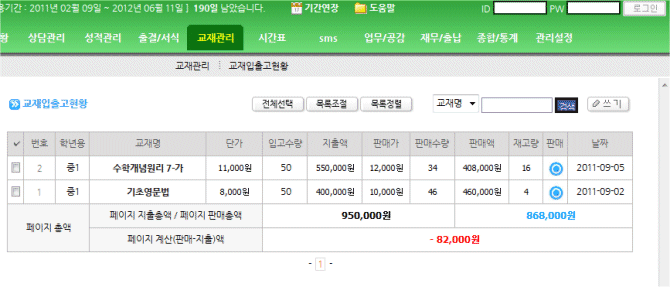 용기간 : 2011년 02월 09일 ~ 2012년 06월 11일 ] 190일 남았습니다. 기간연장 도움말 ID PW 로그인
황 상담관리 성적관리 출결/서식 교재관리 시간표 sms 업무/공감 재무/출납 종합/통계 관리설정
교재관리 교재입출고현황
교재입출고현황 전체선택 목록조절 목록정렬 교재명 검색 쓰기
번호 학년용 교재명 단가 입고수량 지출액 판매가 판매수량 판매액 재고량 판매 날짜
2 중1 수학개념원리 7-가 11,000원 50 550,000원 12,000원 34 408,000원 16 2011-09-05
1 중1 기초영문법 8,000원 50 400,000원 10,000원 46 460,000원 4 2011-09-02
페이지 총액 페이지 지출총액 / 페이지 판매총액 950,000원 868,000원
페이지 계산(판매-지출)액 - 82,000원
- 1 -